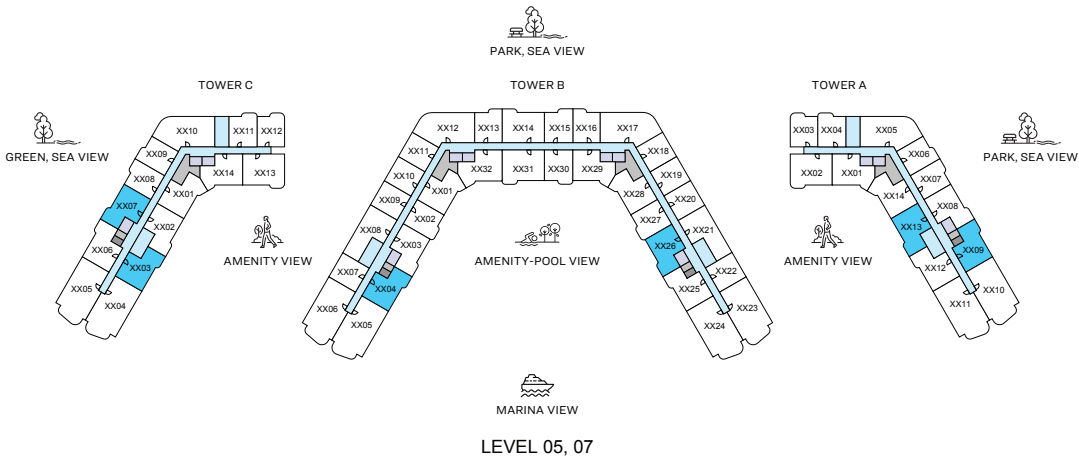 PARK, SEA VIEW
TOWER C
TOWER B
TOWER A
GREEN, SEA VIEW
PARK, SEA VIEW
XX10
XX11
XX12
XX09
XX08
XX07
XX06
XX05
XX04
XX03
XX02
XX01
XX14
XX13
AMENITY VIEW
XX12
XX13
XX14
XX15
XX16
XX17
XX11
XX10
XX09
XX08
XX07
XX06
XX05
XX04
XX03
XX02
XX01
XX32
XX31
XX30
XX29
XX28
XX27
XX26
XX25
XX24
XX23
XX22
XX21
XX20
XX19
XX18
AMENITY-POOL VIEW
XX03
XX04
XX05
XX02
XX01
XX06
XX07
XX08
XX09
XX10
XX11
XX12
XX13
XX14
AMENITY VIEW
MARINA VIEW
LEVEL 05, 07